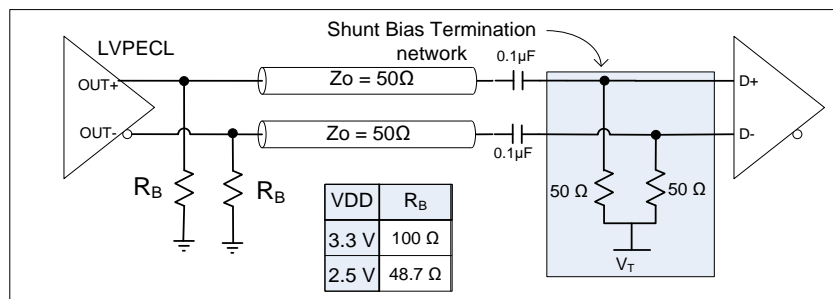 Shunt Bias Termination
network
LVPECL
0.1µF
OUT+
Zo = 50Ω
D+
OUT-
Zo = 50Ω
D-
0.1µF
RB
RB
50 Ω
50 Ω
VDD RB
3.3 V 100 Ω
2.5 V 48.7 Ω
VT